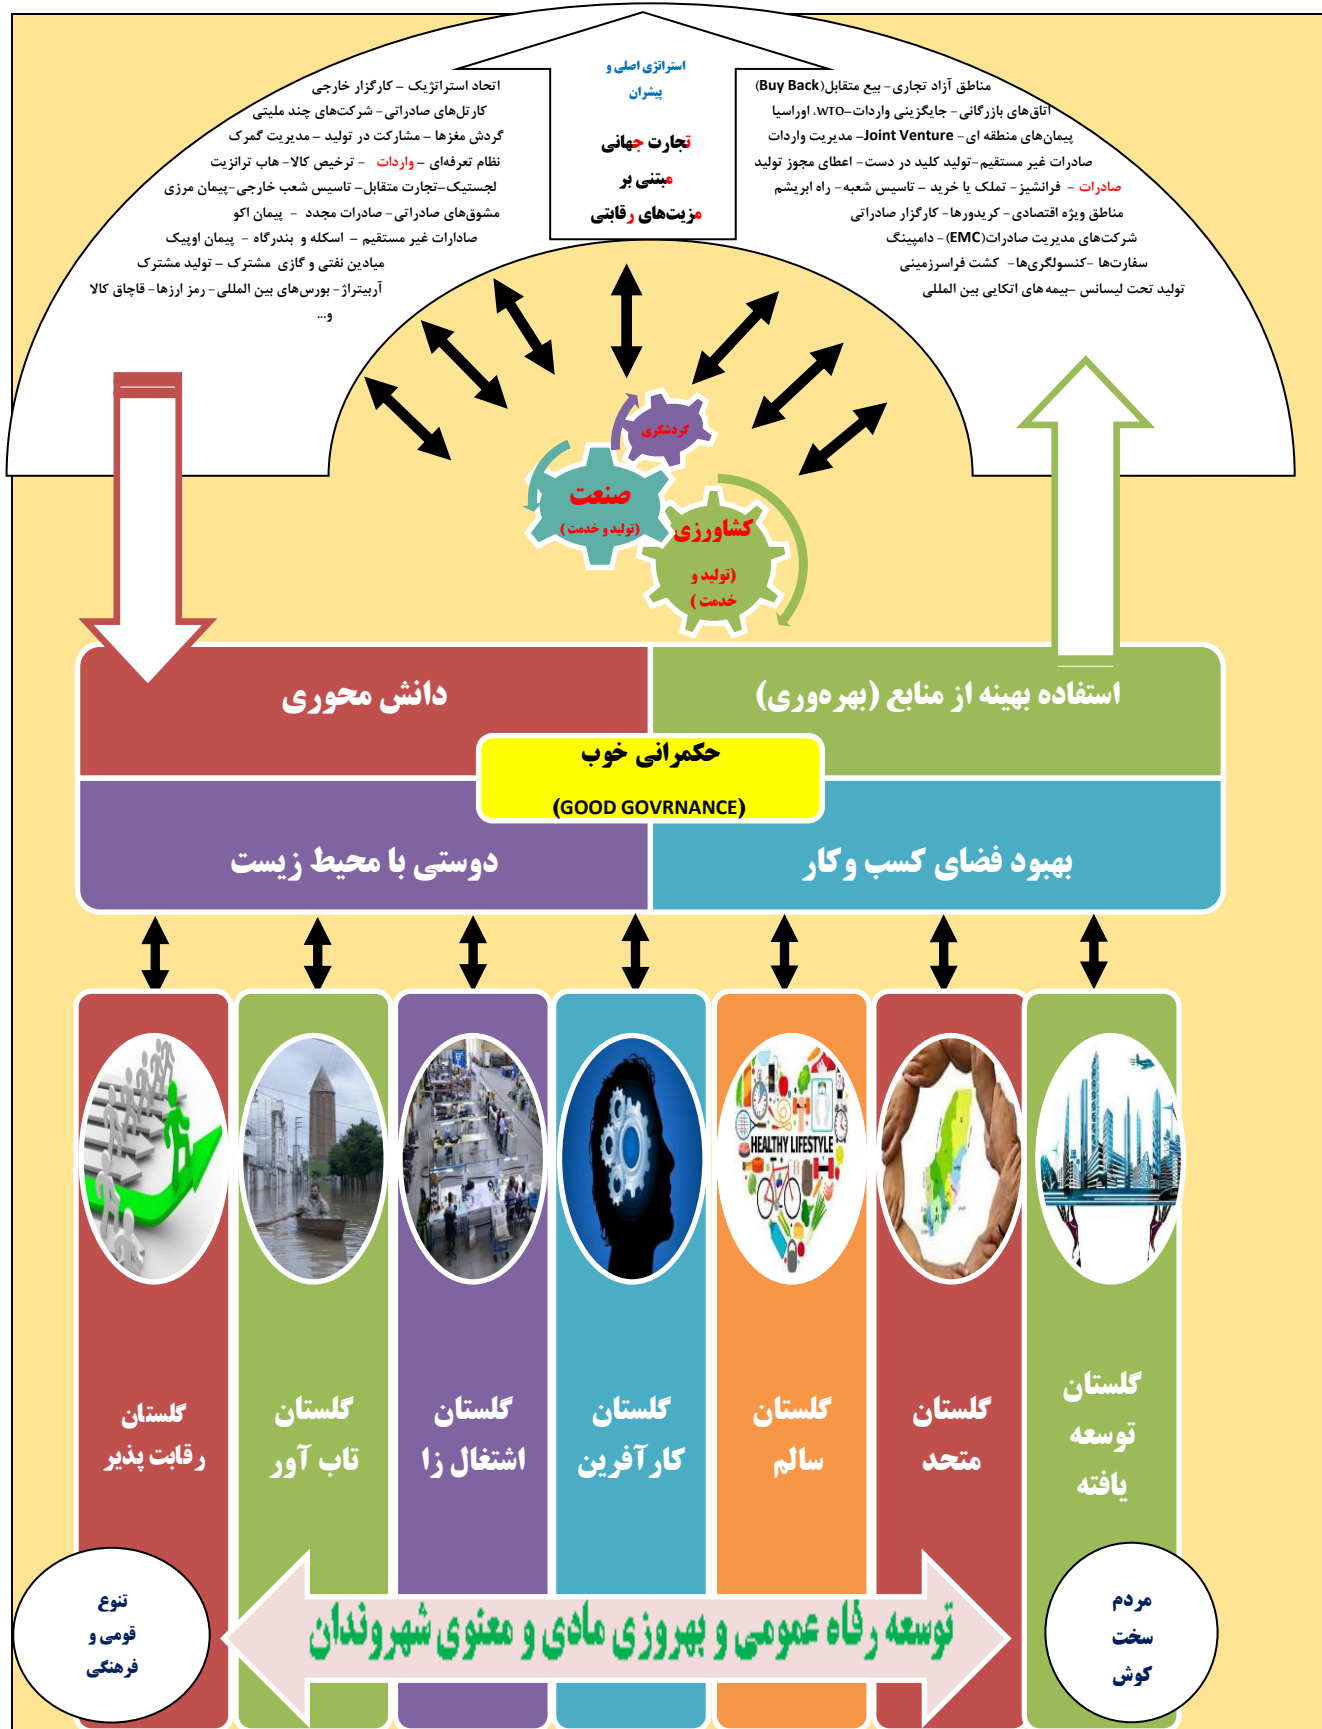 استراتژی اصلی و
پیشران
تجارت جهانی
مبتنی بر
مزیت‌های رقابتی
مناطق آزاد تجاری- بیع متقابل(Buy Back)
اتاق‌های بازرگانی- جایگزینی واردات–WTO، اوراسیا
پیمان‌های منطقه ای- Joint Venture– مدیریت واردات
صادرات غیر مستقیم-تولید کلید در دست- اعطای مجوز تولید
صادرات - فرانشیز- تملک یا خرید – تاسیس شعبه- راه ابریشم
مناطق ویژه اقتصادی- کریدورها- کارگزار صادراتی
شرکت‌های مدیریت صادرات(EMC)- دامپینگ
سفارت‌ها -کنسولگری‌ها- کشت فراسرزمینی
تولید تحت لیسانس –بیمه های اتکایی بین المللی
اتحاد استراتژیک – کارگزار خارجی
کارتل‌های صادراتی- شرکت‌های چند ملیتی
گردش مغزها – مشارکت در تولید – مدیریت گمرک
نظام تعرفه‌ای – واردات - ترخیص کالا- هاب ترانزیت
لجستیک–تجارت متقابل– تاسیس شعب خارجی-پیمان مرزی
مشوق‌های صادراتی- صادرات مجدد - پیمان اکو
صادارات غیر مستقیم – اسکله و بندرگاه - پیمان اوپیک
میادین نفتی و گازی مشترک – تولید مشترک
آربیتراژ- بورس‌های بین المللی- رمز ارزها- قاچاق کالا
و...
گردشگری
صنعت
(تولید و خدمت )
کشاورزی
(تولید و
خدمت )
استفاده بهینه از منابع (بهره‌وری)
دانش محوری
حکمرانی خوب
(GOOD GOVRNANCE)
بهبود فضای کسب وکار
دوستی با محیط زیست
HEALTHY LIFESTYLE
گلستان
توسعه
یافته
گلستان
متحد
گلستان
سالم
گلستان
کارآفرین
گلستان
اشتغال زا
گلستان
تاب آور
گلستان
رقابت پذیر
مردم
سخت
کوش
توسعه رفاه عمومی و بهروزی مادی و معنوی شهروندان
تنوع
قومی و
فرهنگی